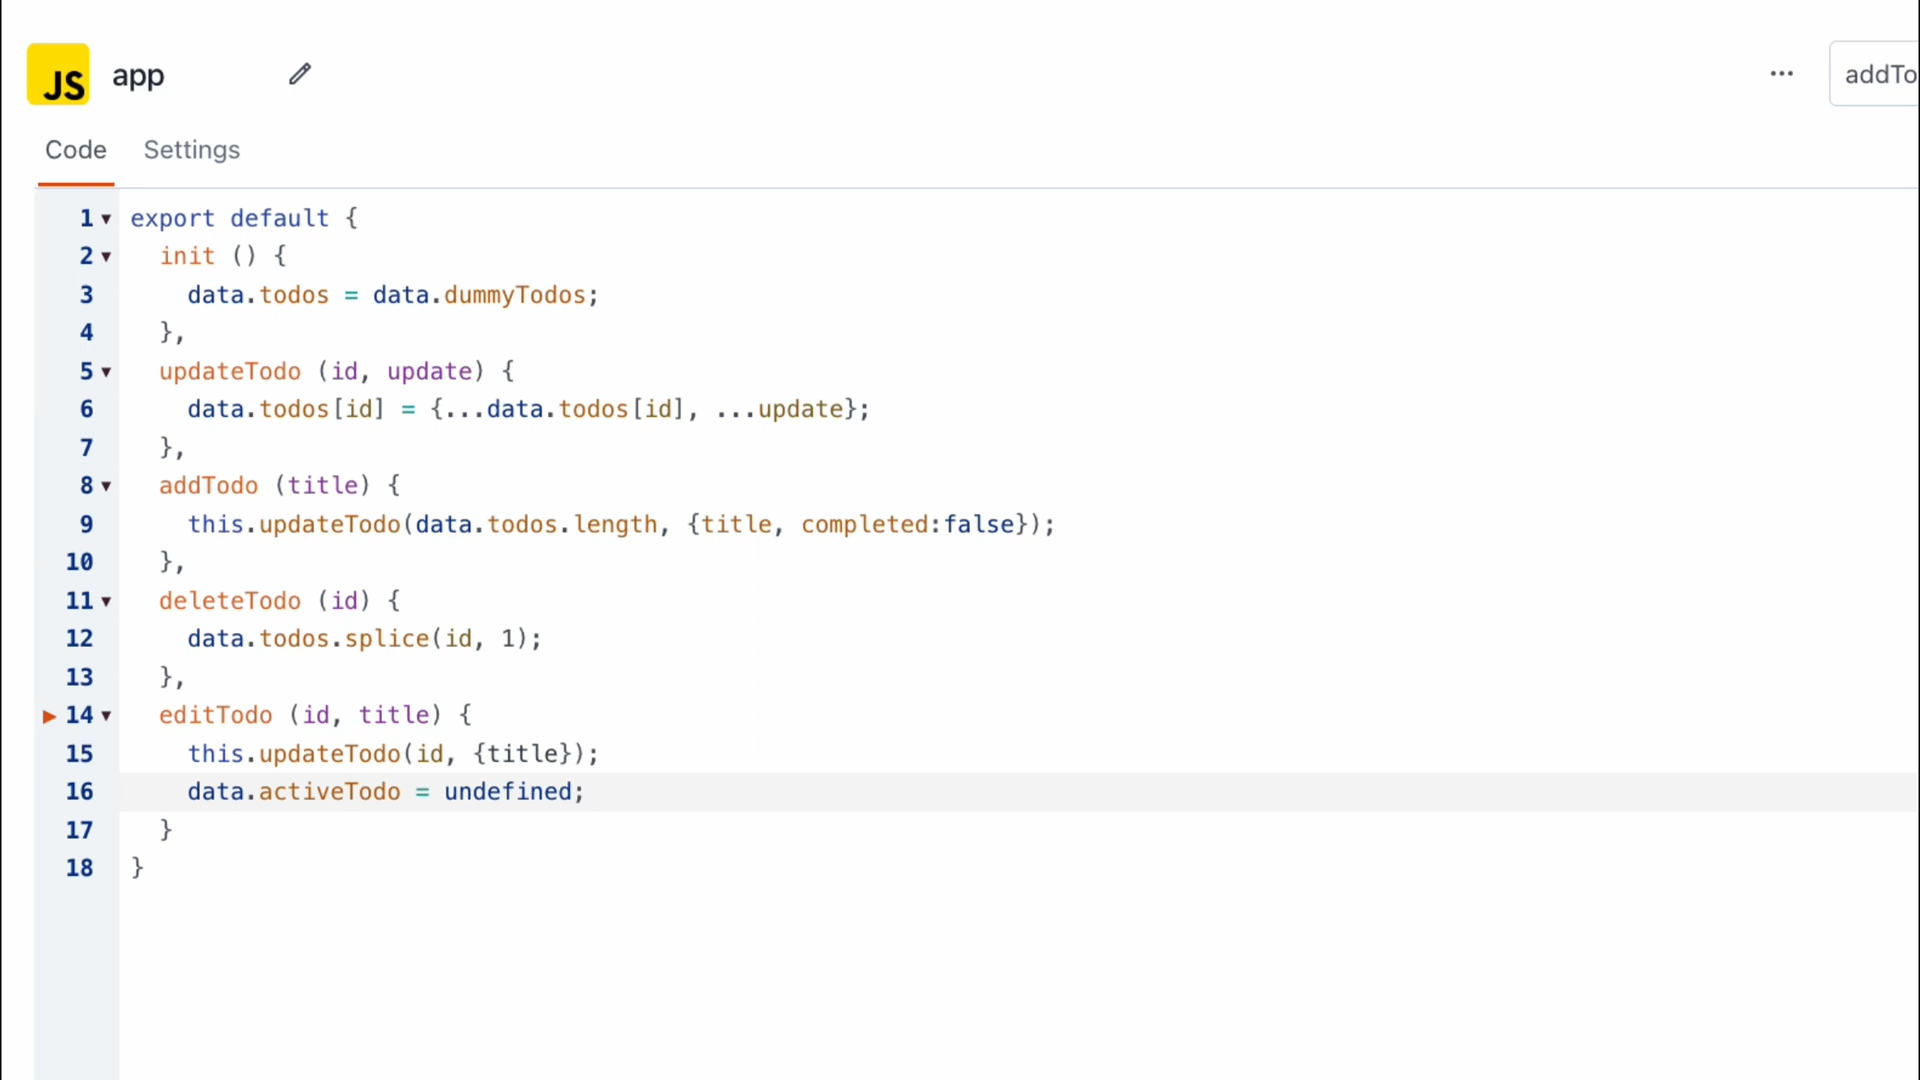 JS app
... addTo
Code Settings
1 export default {
2 init () {
3 data.todos = data.dummyTodos;
4 },
5 updateTodo (id, update) {
6 data.todos[id] = {...data.todos[id], ...update};
7 },
8 addTodo (title) {
9 this.updateTodo(data.todos.length, {title, completed:false});
10 },
11 deleteTodo (id) {
12 data.todos.splice(id, 1);
13 },
14 editTodo (id, title) {
15 this.updateTodo(id, {title});
16 data.activeTodo = undefined;
17 }
18 }